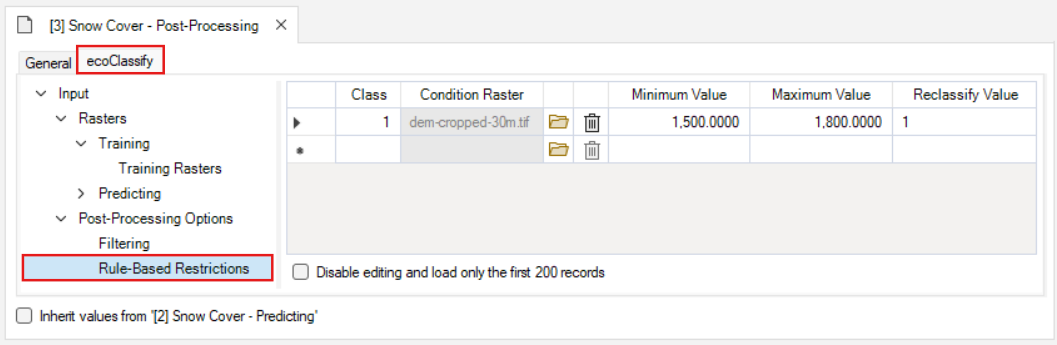 [3] Snow Cover - Post-Processing
General ecoClassify
Input
Rasters
Training
Training Rasters
Predicting
Post-Processing Options
Filtering
Rule-Based Restrictions
Class Condition Raster Minimum Value Maximum Value Reclassify Value
1 dem-cropped-30m.tif 1,500.0000 1,800.0000 1
Disable editing and load only the first 200 records
Inherit values from '[2] Snow Cover - Predicting'